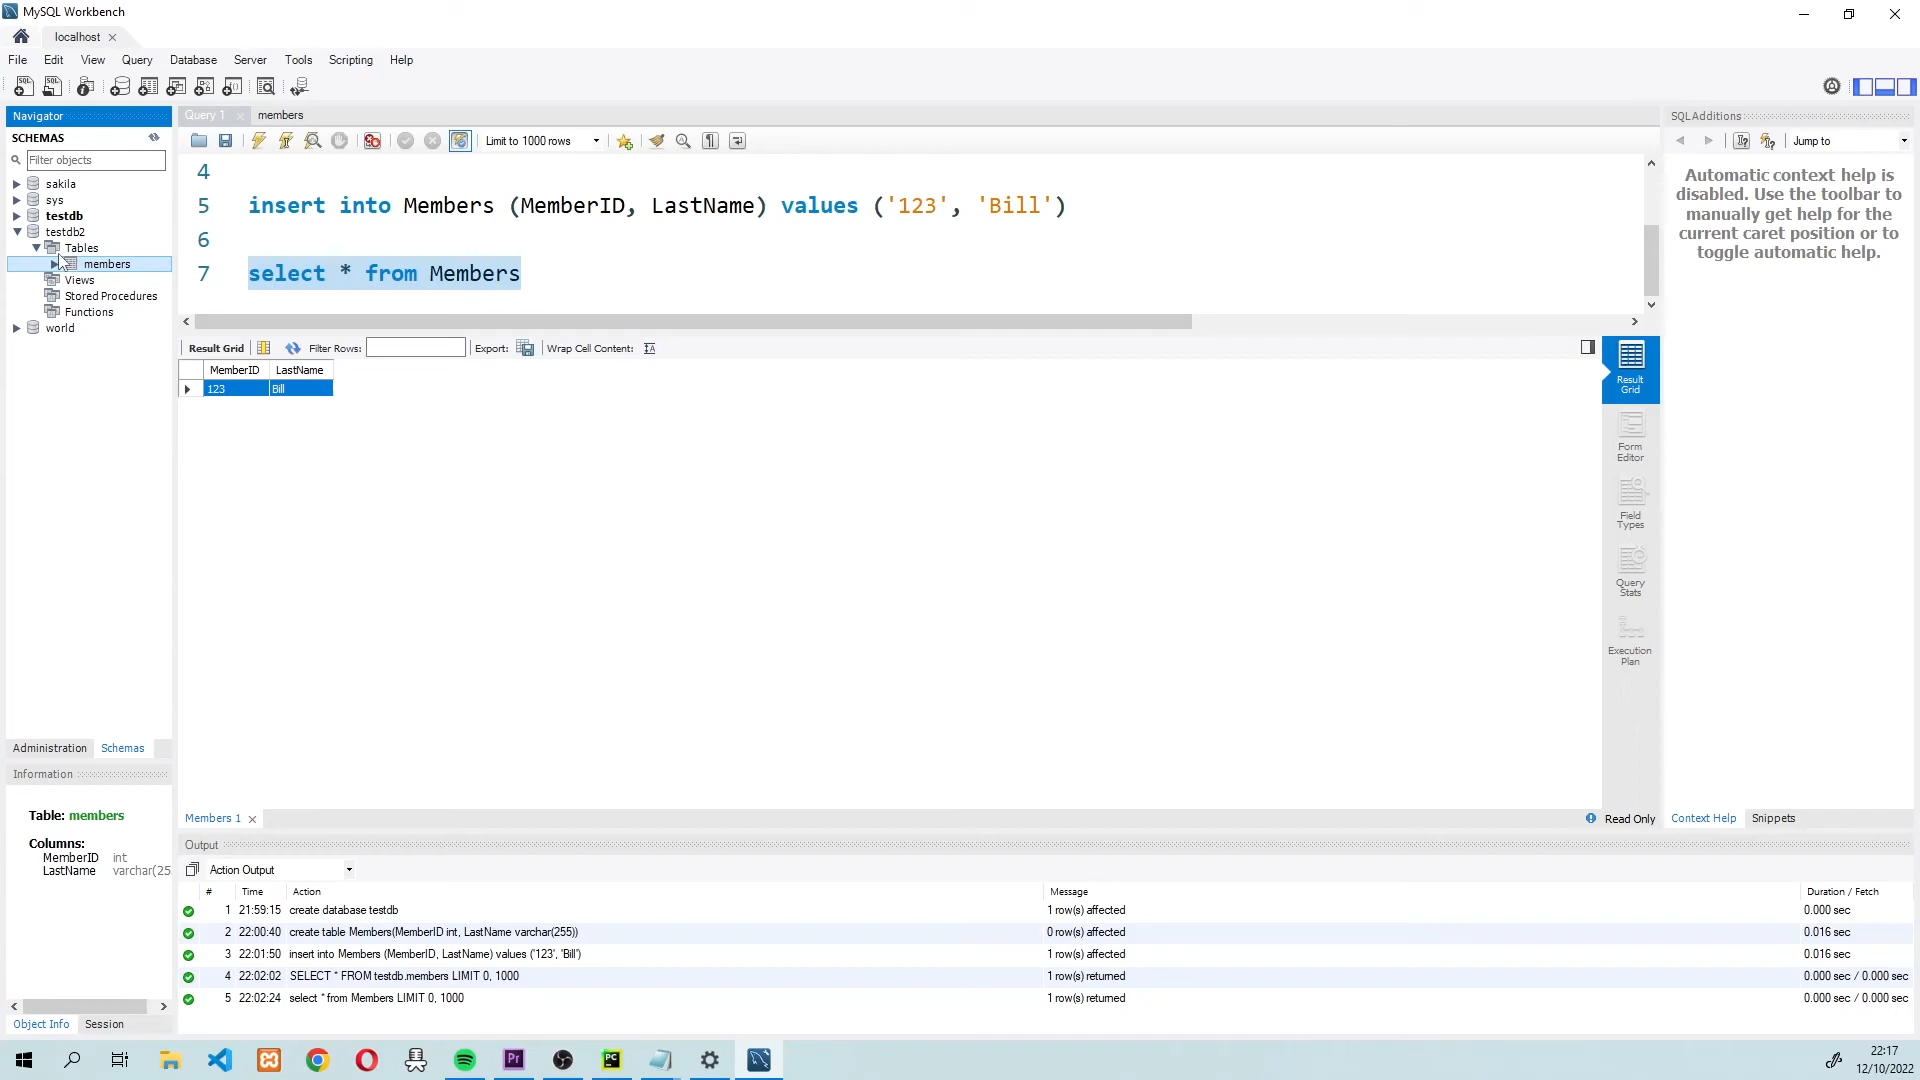 MySQL Workbench
localhost
File Edit View Query Database Server Tools Scripting Help
Navigator
SCHEMAS
Filter objects
sakila
sys
testdb
testdb2
Tables
members
Views
Stored Procedures
Functions
world
Administration Schemas
Information
Table: members
Columns:
MemberID int
LastName varchar(25
Object Info Session
Query 1 members
Limit to 1000 rows
4
5 insert into Members (MemberID, LastName) values ('123', 'Bill')
6
7 select * from Members
Result Grid Filter Rows: Export: Wrap Cell Content:
MemberID LastName
123 Bill
Result
Grid
Form
Editor
Field
Types
Query
Stats
Execution
Plan
Members 1 Read Only
SQLAdditions
Jump to
Automatic context help is
disabled. Use the toolbar to
manually get help for the
current caret position or to
toggle automatic help.
Context Help Snippets
Output
Action Output
# Time Action Message Duration / Fetch
1 21:59:15 create database testdb 1 row(s) affected 0.000 sec
2 22:00:40 create table Members(MemberID int, LastName varchar(255)) 0 row(s) affected 0.016 sec
3 22:01:50 insert into Members (MemberID, LastName) values ('123', 'Bill') 1 row(s) affected 0.016 sec
4 22:02:02 SELECT * FROM testdb.members LIMIT 0, 1000 1 row(s) returned 0.000 sec / 0.000 sec
5 22:02:24 select * from Members LIMIT 0, 1000 1 row(s) returned 0.000 sec / 0.000 sec
Pr
PC
22:17
12/10/2022